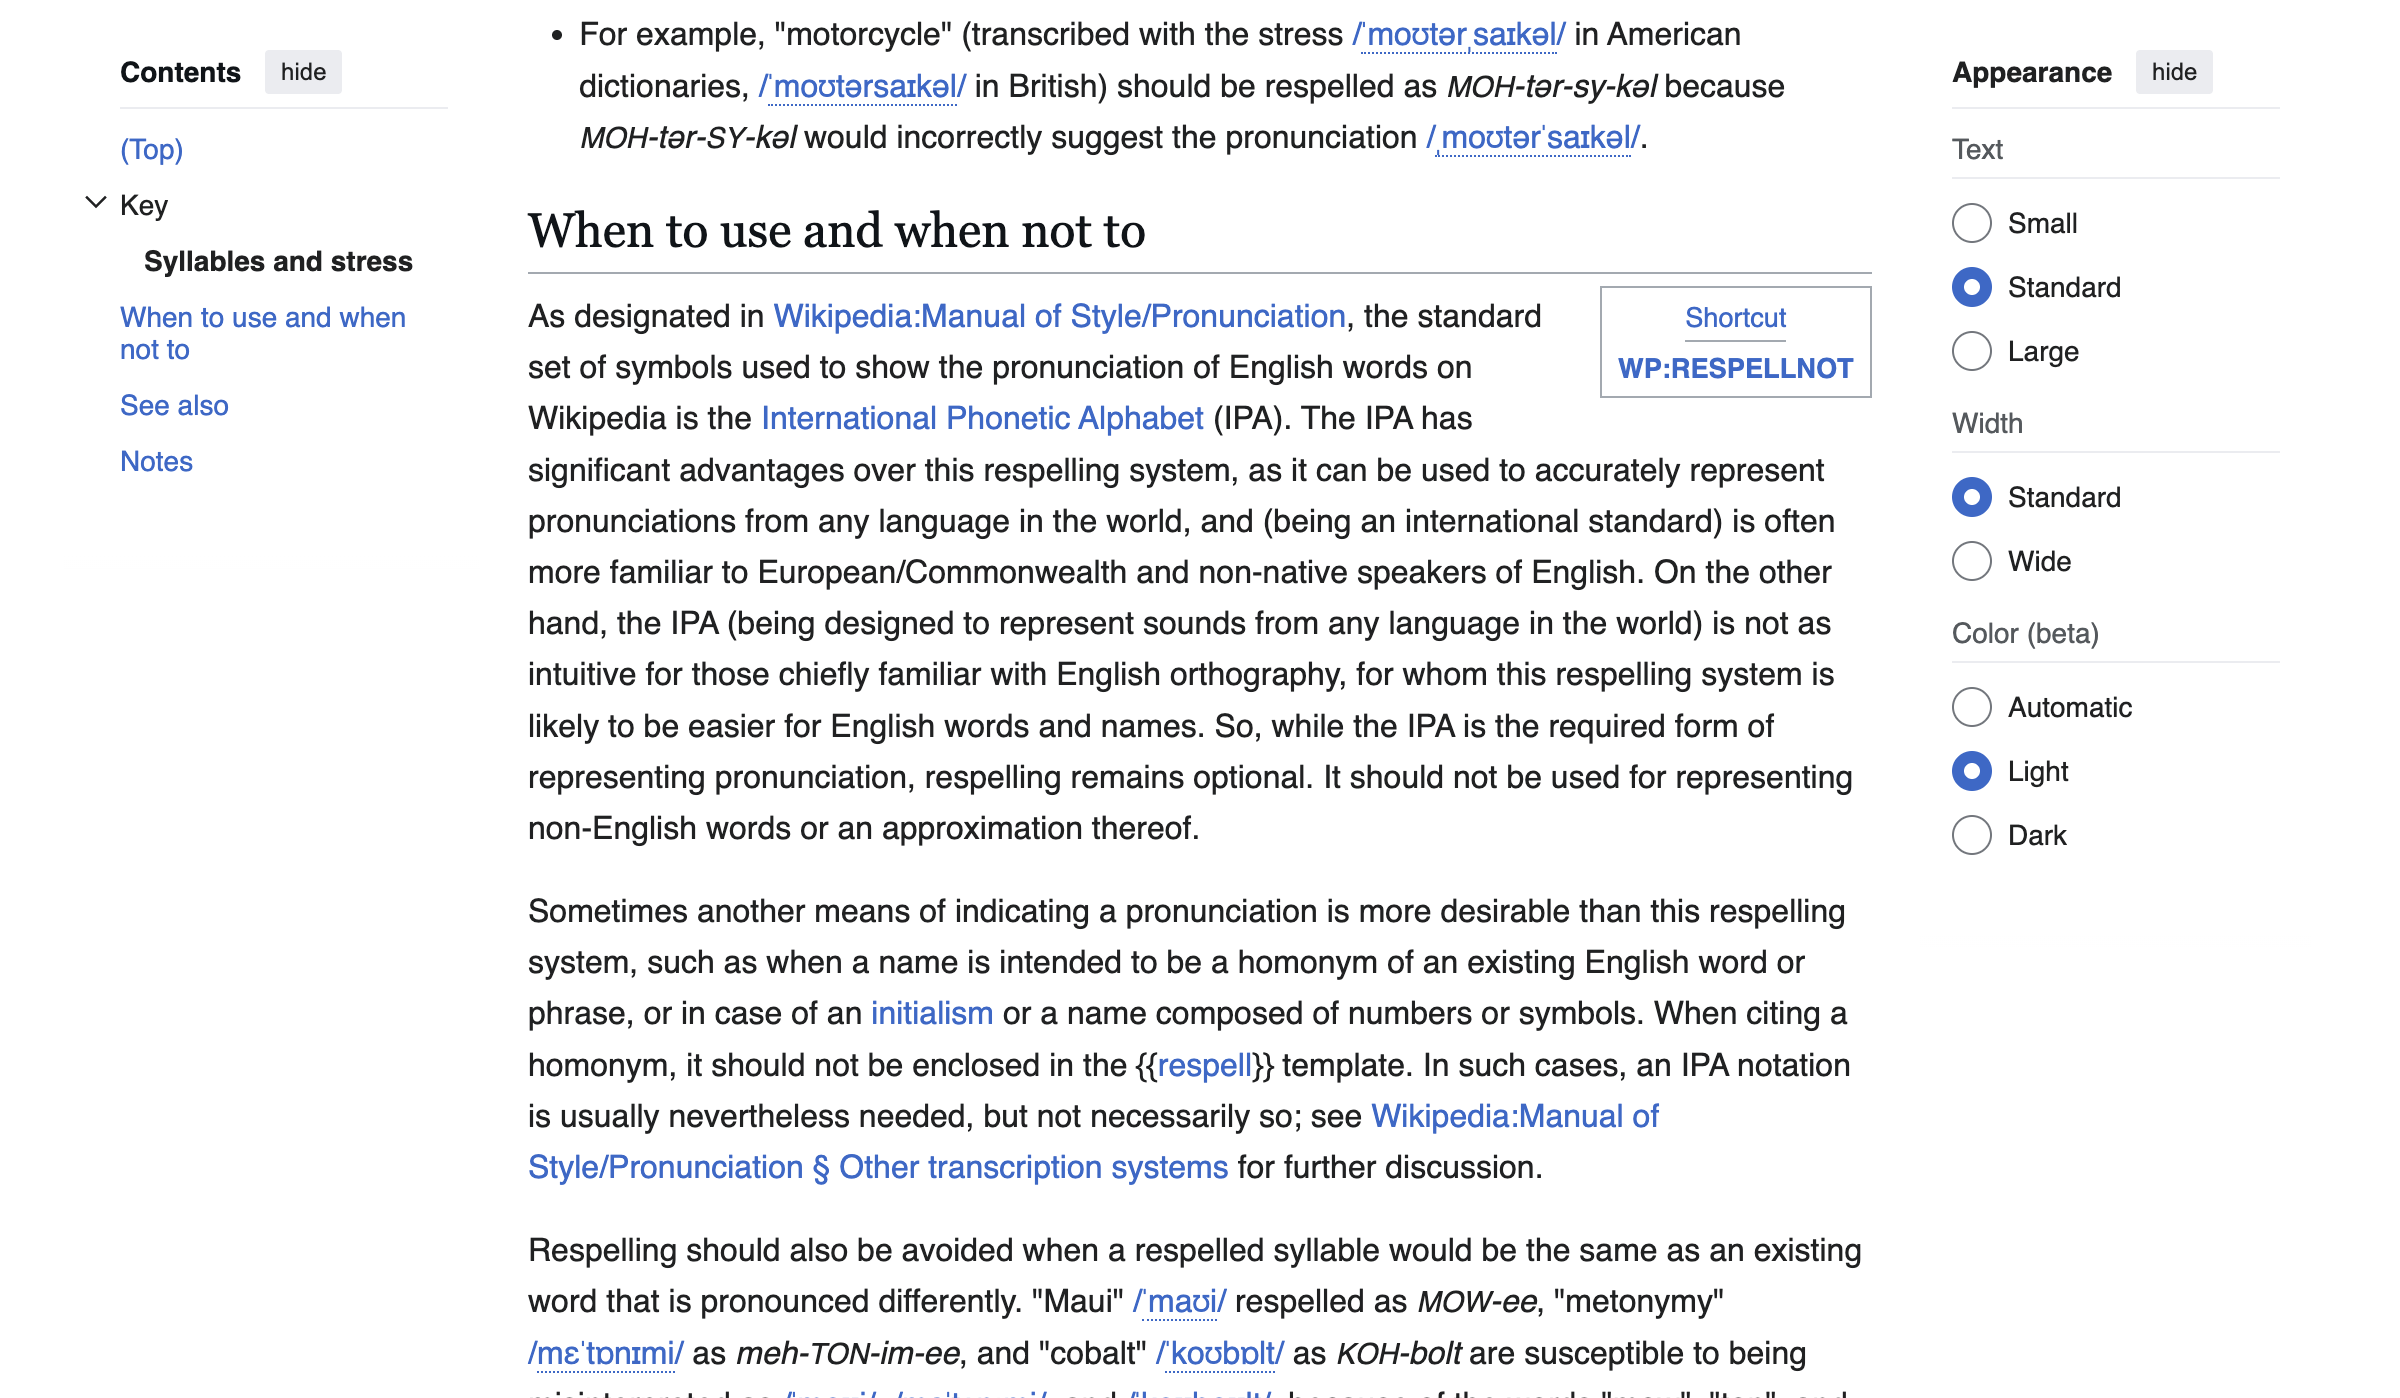 Contents hide
(Top)
Key
Syllables and stress
When to use and when
not to
See also
Notes
• For example, "motorcycle" (transcribed with the stress /ˈmoʊtərˌsaɪkəl/ in American
dictionaries, /ˈmoʊtərsaɪkəl/ in British) should be respelled as MOH-tər-sy-kəl because
MOH-tər-SY-kəl would incorrectly suggest the pronunciation /ˌmoʊtərˈsaɪkəl/.
When to use and when not to
Shortcut
WP:RESPELLNOT
As designated in Wikipedia:Manual of Style/Pronunciation, the standard
set of symbols used to show the pronunciation of English words on
Wikipedia is the International Phonetic Alphabet (IPA). The IPA has
significant advantages over this respelling system, as it can be used to accurately represent
pronunciations from any language in the world, and (being an international standard) is often
more familiar to European/Commonwealth and non-native speakers of English. On the other
hand, the IPA (being designed to represent sounds from any language in the world) is not as
intuitive for those chiefly familiar with English orthography, for whom this respelling system is
likely to be easier for English words and names. So, while the IPA is the required form of
representing pronunciation, respelling remains optional. It should not be used for representing
non-English words or an approximation thereof.
Sometimes another means of indicating a pronunciation is more desirable than this respelling
system, such as when a name is intended to be a homonym of an existing English word or
phrase, or in case of an initialism or a name composed of numbers or symbols. When citing a
homonym, it should not be enclosed in the {{respell}} template. In such cases, an IPA notation
is usually nevertheless needed, but not necessarily so; see Wikipedia:Manual of
Style/Pronunciation § Other transcription systems for further discussion.
Respelling should also be avoided when a respelled syllable would be the same as an existing
word that is pronounced differently. "Maui" /ˈmaʊi/ respelled as MOW-ee, "metonymy"
/mɛˈtɒnɪmi/ as meh-TON-im-ee, and "cobalt" /ˈkoʊbɒlt/ as KOH-bolt are susceptible to being
Appearance hide
Text
Small
Standard
Large
Width
Standard
Wide
Color (beta)
Automatic
Light
Dark